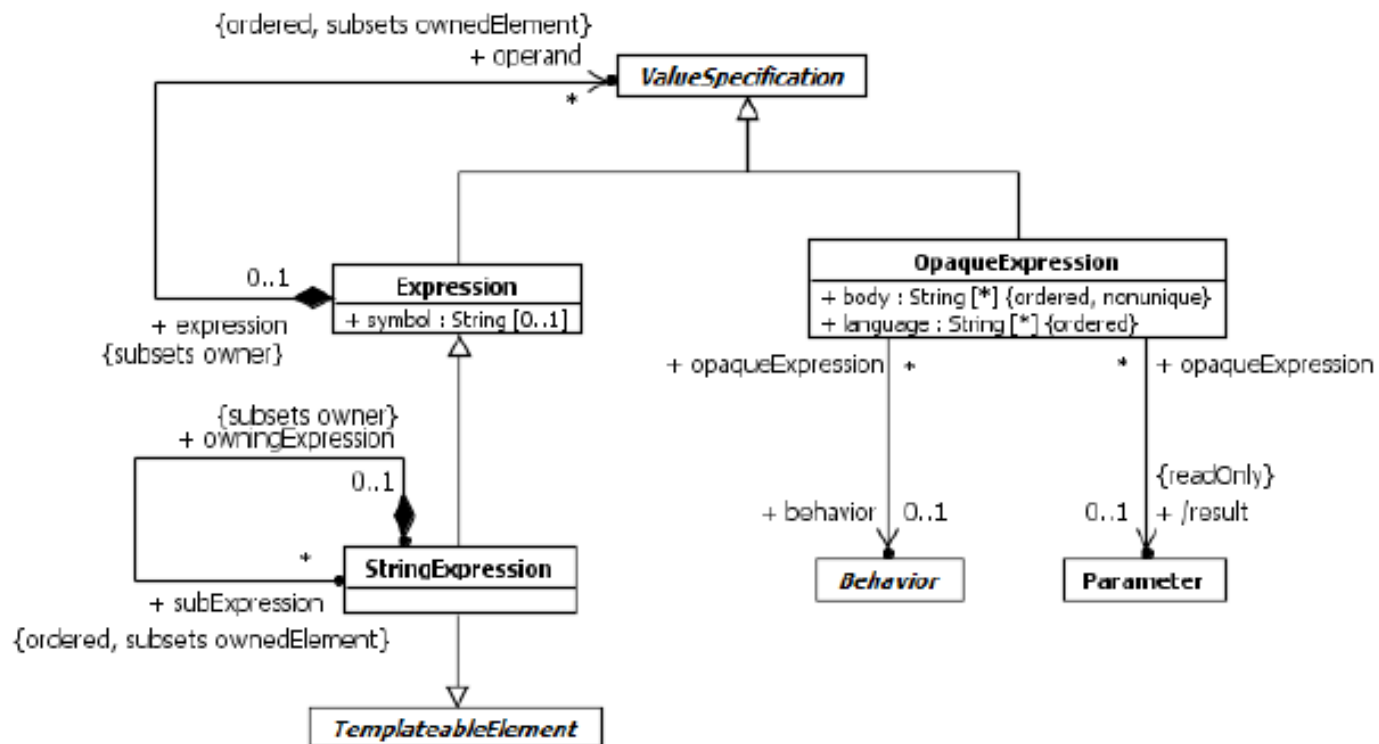 {ordered, subsets ownedElement}
+ operand
*
ValueSpecification
OpaqueExpression
+ body : String [*] {ordered, nonunique}
+ language : String [*] {ordered}
0..1
Expression
+ symbol : String [0..1]
+ expression
{subsets owner}
+ opaqueExpression
*
*
+ opaqueExpression
{subsets owner}
+ owningExpression
0..1
{readOnly}
+ behavior
0..1
0..1
+ /result
*
StringExpression
Behavior
Parameter
+ subExpression
{ordered, subsets ownedElement}
TemplateableElement